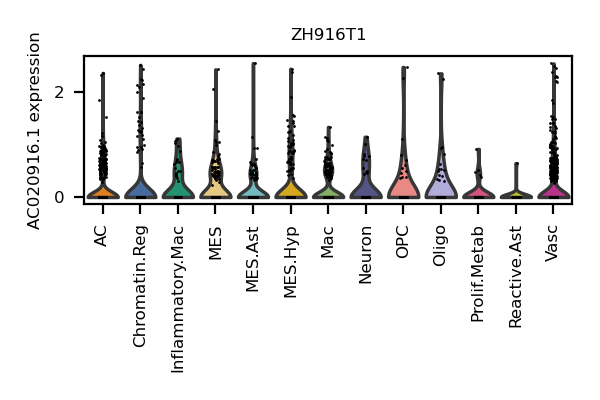 ZH916T1
AC020916.1 expression
2
0
AC
Chromatin.Reg
Inflammatory.Mac
MES
MES.Ast
MES.Hyp
Mac
Neuron
OPC
Oligo
Prolif.Metab
Reactive.Ast
Vasc